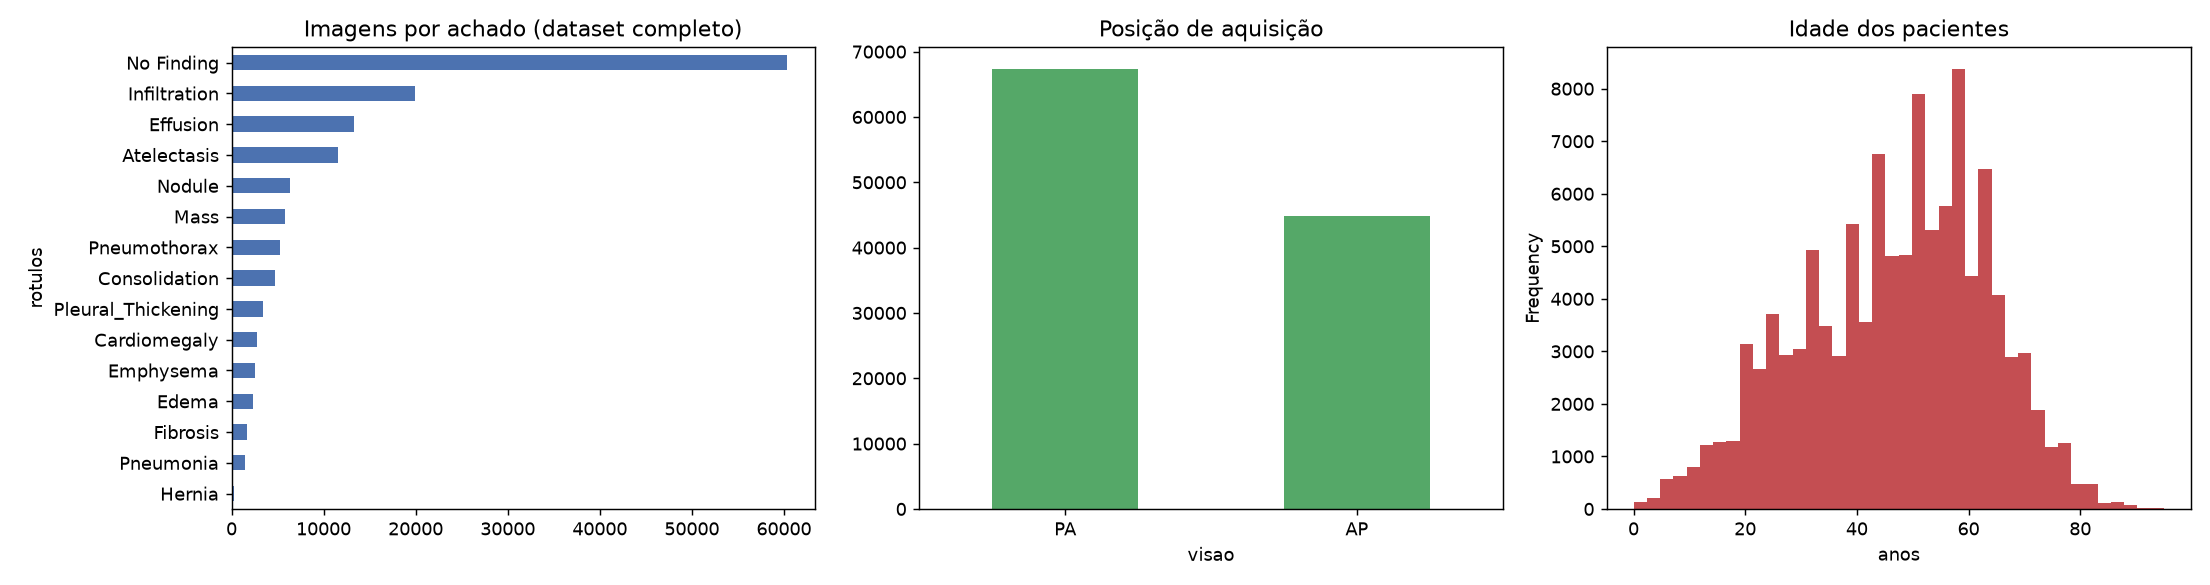 Imagens por achado (dataset completo)
rotulos
No Finding
Infiltration
Effusion
Atelectasis
Nodule
Mass
Pneumothorax
Consolidation
Pleural_Thickening
Cardiomegaly
Emphysema
Edema
Fibrosis
Pneumonia
Hernia
0 10000 20000 30000 40000 50000 60000
Posição de aquisição
70000
60000
50000
40000
30000
20000
10000
0
PA AP
visao
Idade dos pacientes
Frequency
8000
7000
6000
5000
4000
3000
2000
1000
0
0 20 40 60 80
anos